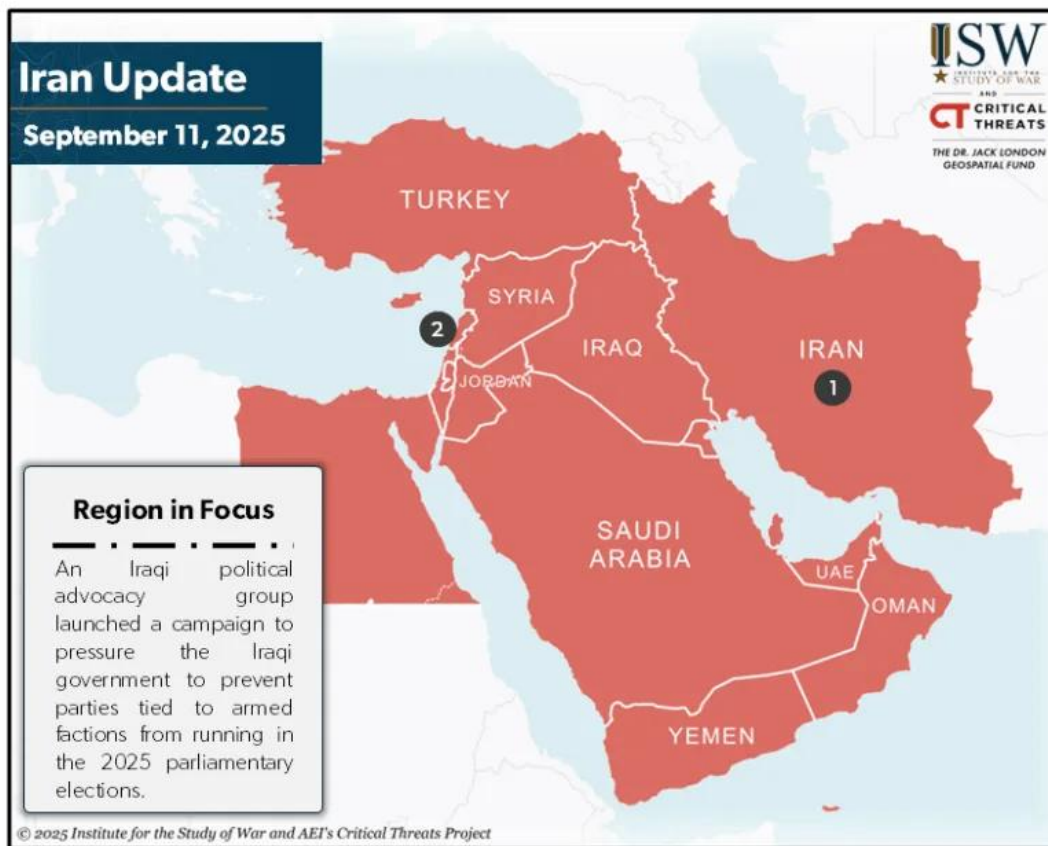 Iran Update
September 11, 2025
ISW
INSTITUTE FOR THE
STUDY OF WAR
AND
CT CRITICAL
THREATS
THE DR. JACK LONDON
GEOSPATIAL FUND
TURKEY
SYRIA
2
IRAQ
IRAN
1
JORDAN
SAUDI
ARABIA
UAE
OMAN
YEMEN
Region in Focus
An Iraqi political
advocacy group
launched a campaign to
pressure the Iraqi
government to prevent
parties tied to armed
factions from running in
the 2025 parliamentary
elections.
© 2025 Institute for the Study of War and AEI's Critical Threats Project